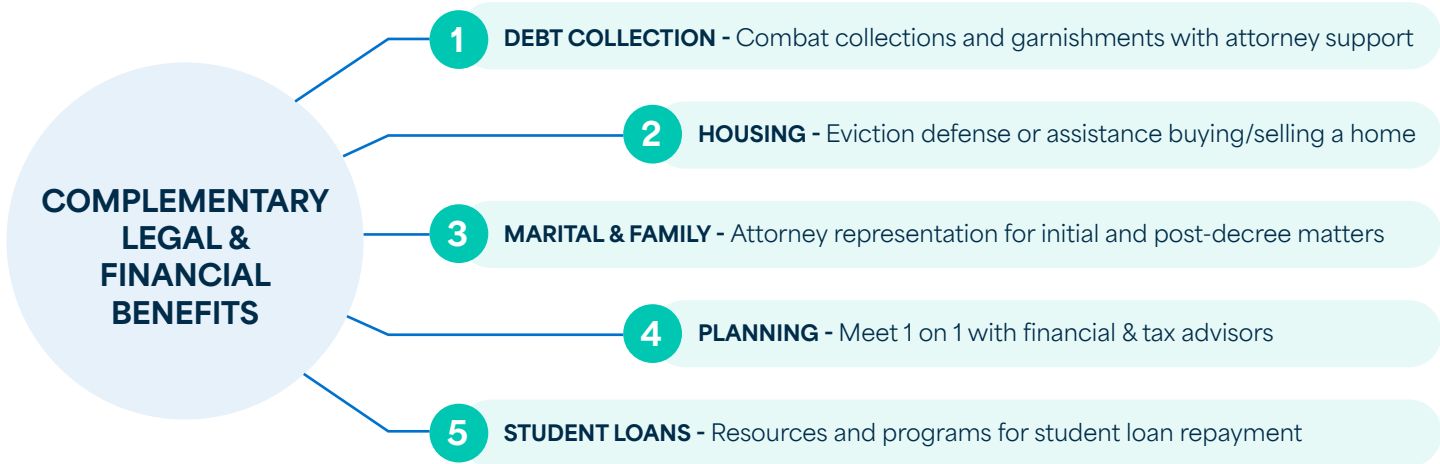 COMPLEMENTARY
LEGAL &
FINANCIAL
BENEFITS
1 DEBT COLLECTION - Combat collections and garnishments with attorney support
2 HOUSING - Eviction defense or assistance buying/selling a home
3 MARITAL & FAMILY - Attorney representation for initial and post-decree matters
4 PLANNING - Meet 1 on 1 with financial & tax advisors
5 STUDENT LOANS - Resources and programs for student loan repayment